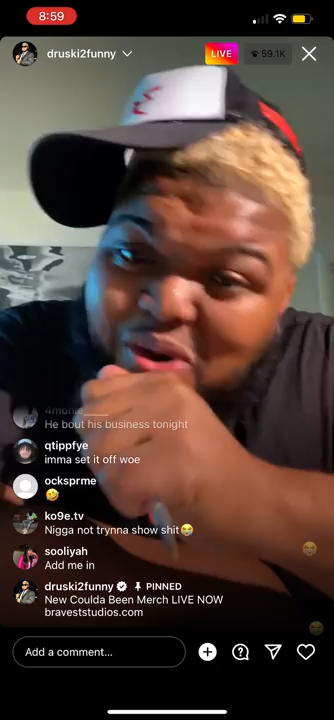 8:59
druski2funny
LIVE
59.1K
4monie____
He bout his business tonight
qtippfye
imma set it off woe
ocksprme
🤣
ko9e.tv
Nigga not trynna show shit😭
sooliyah
Add me in
druski2funny PINNED
New Coulda Been Merch LIVE NOW
braveststudios.com
Add a comment...